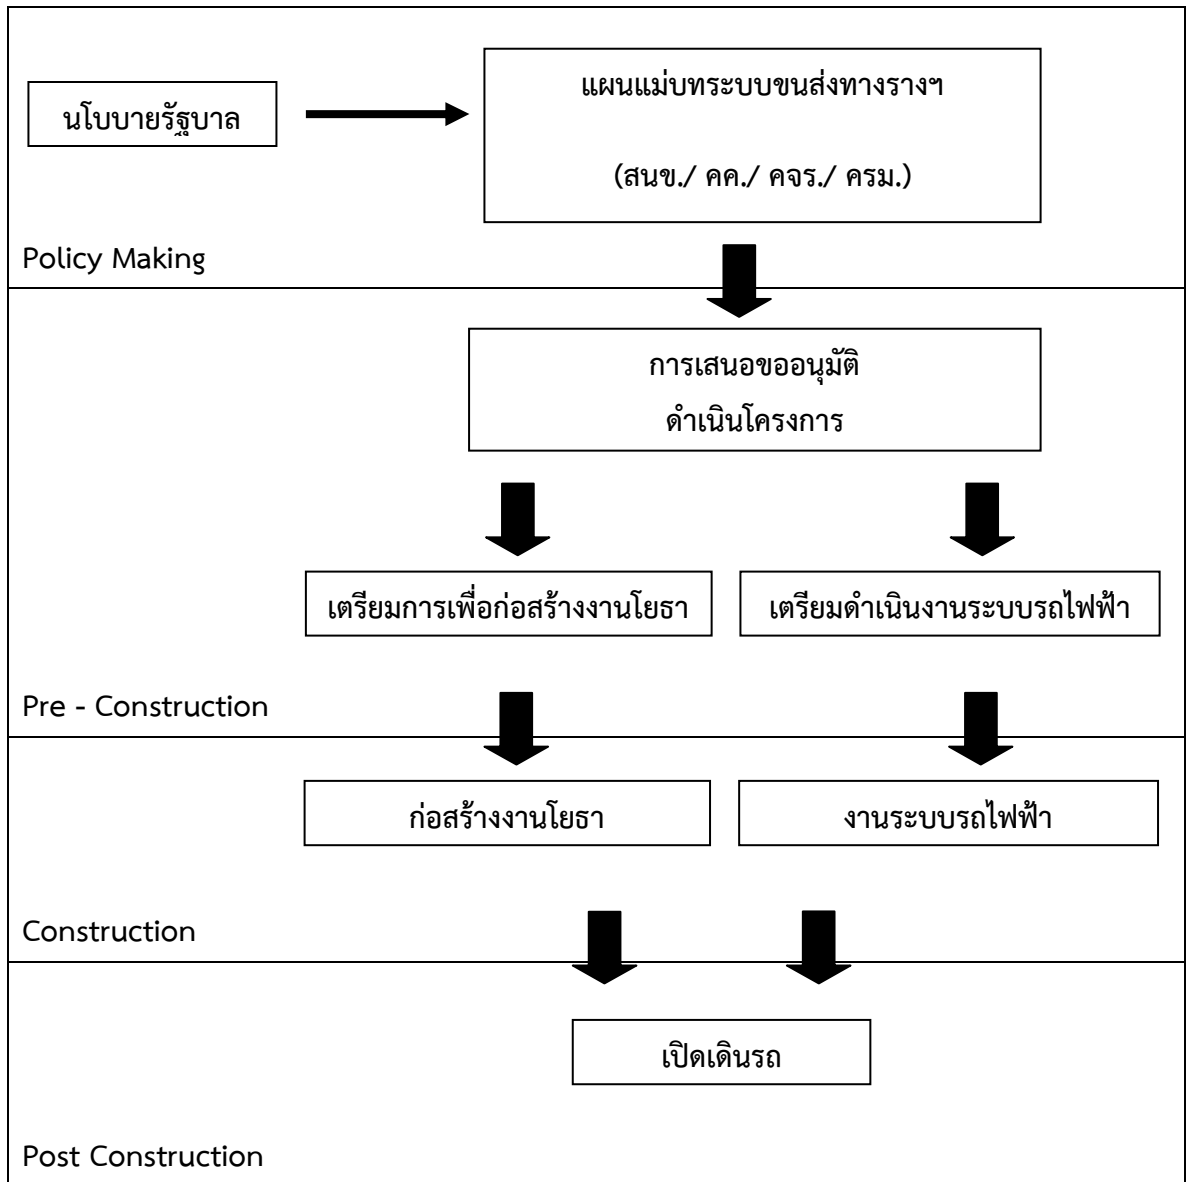 นโบบายรัฐบาล
แผนแม่บทระบบขนส่งทางรางฯ
(สนข./ คค./ คจร./ ครม.)
Policy Making
การเสนอขออนุมัติ
ดำเนินโครงการ
เตรียมการเพื่อก่อสร้างงานโยธา
เตรียมดำเนินงานระบบรถไฟฟ้า
Pre - Construction
ก่อสร้างงานโยธา
งานระบบรถไฟฟ้า
Construction
เปิดเดินรถ
Post Construction